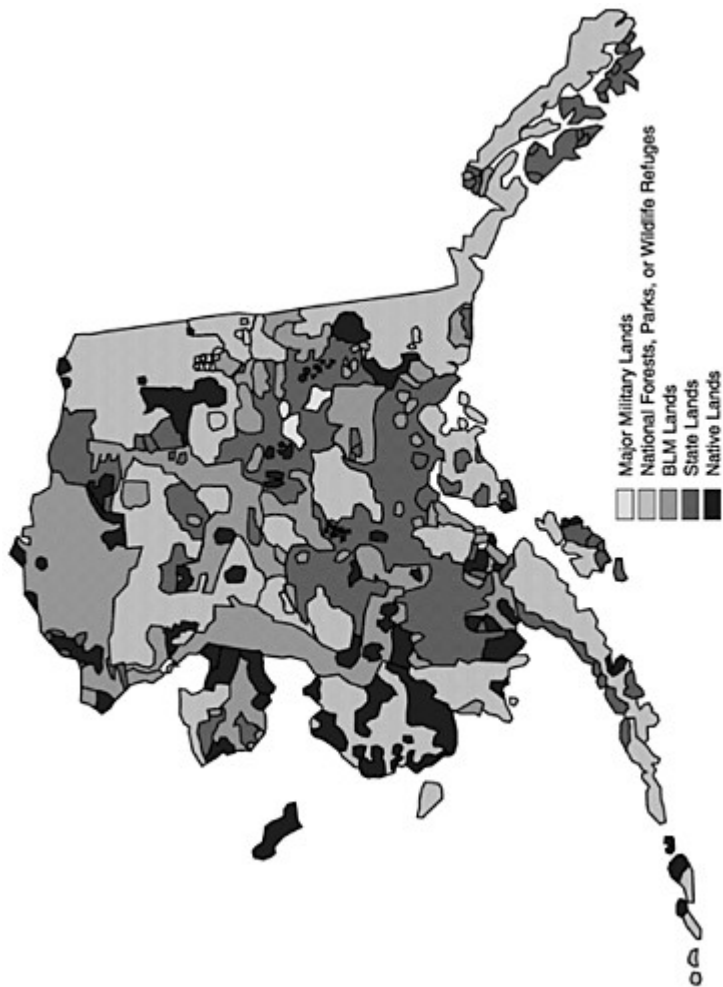 Major Military Lands
National Forests, Parks, or Wildlife Refuges
BLM Lands
State Lands
Native Lands